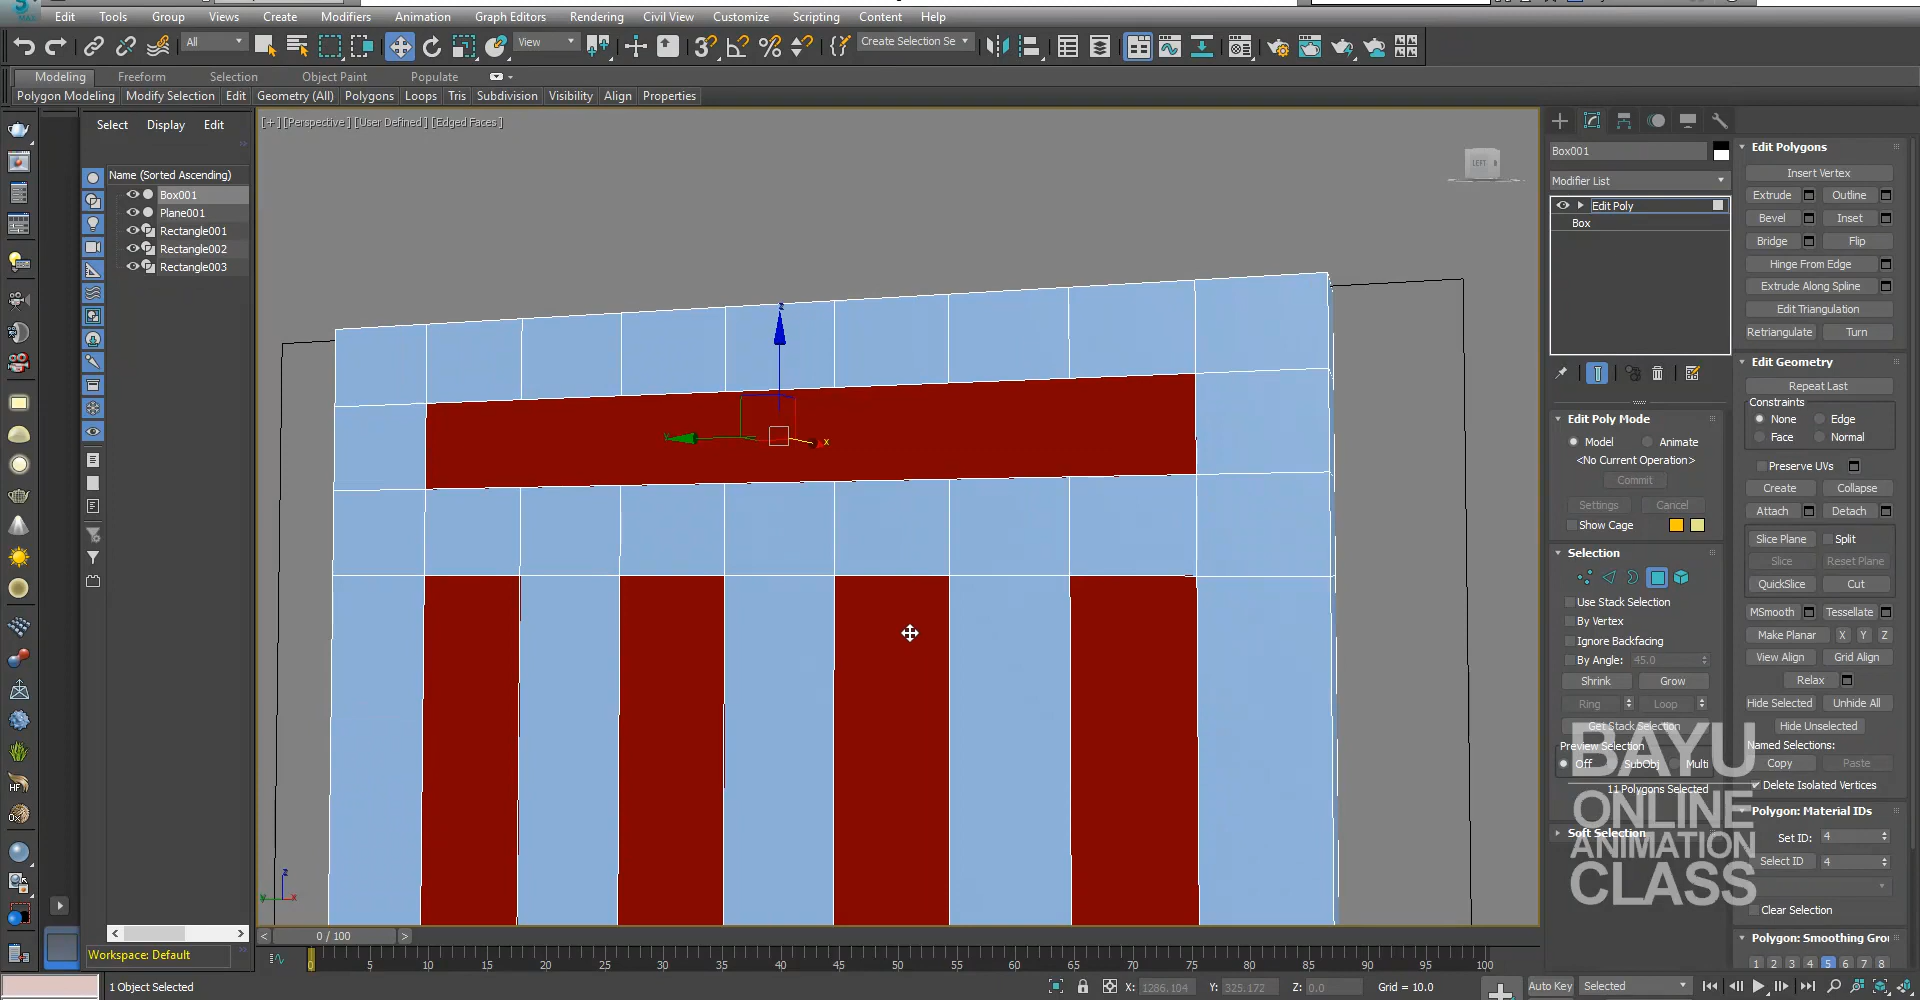 Edit Tools Group Views Create Modifiers Animation Graph Editors Rendering Civil View Customize Scripting Content Help
All View Create Selection Se
Modeling Freeform Selection Object Paint Populate
Polygon Modeling Modify Selection Edit Geometry (All) Polygons Loops Tris Subdivision Visibility Align Properties
Select Display Edit
Name (Sorted Ascending)
Box001
Plane001
Rectangle001
Rectangle002
Rectangle003
Workspace: Default
[+] [Perspective] [User Defined] [Edged Faces]
LEFT
z
y
x
z
y
x
Box001
Modifier List
Edit Poly
Box
Edit Poly Mode
Model Animate
<No Current Operation>
Commit
Settings Cancel
Show Cage
Selection
Use Stack Selection
By Vertex
Ignore Backfacing
By Angle: 45.0
Shrink Grow
Ring Loop
Get Stack Selection
Preview Selection
Off SubObj Multi
11 Polygons Selected
Soft Selection
Edit Polygons
Insert Vertex
Extrude Outline
Bevel Inset
Bridge Flip
Hinge From Edge
Extrude Along Spline
Edit Triangulation
Retriangulate Turn
Edit Geometry
Repeat Last
Constraints
None Edge
Face Normal
Preserve UVs
Create Collapse
Attach Detach
Slice Plane Split
Slice Reset Plane
QuickSlice Cut
MSmooth Tessellate
Make Planar X Y Z
View Align Grid Align
Relax
Hide Selected Unhide All
Hide Unselected
Named Selections:
Copy Paste
Delete Isolated Vertices
Polygon: Material IDs
Set ID: 4
Select ID 4
Clear Selection
Polygon: Smoothing Grou
1 2 3 4 5 6 7 8
BAYU
ONLINE
ANIMATION
CLASS
< 0 / 100 >
0 5 10 15 20 25 30 35 40 45 50 55 60 65 70 75 80 85 90 95 100
1 Object Selected X: 1286.104 Y: 325.172 Z: 0.0 Grid = 10.0 Auto Key Selected